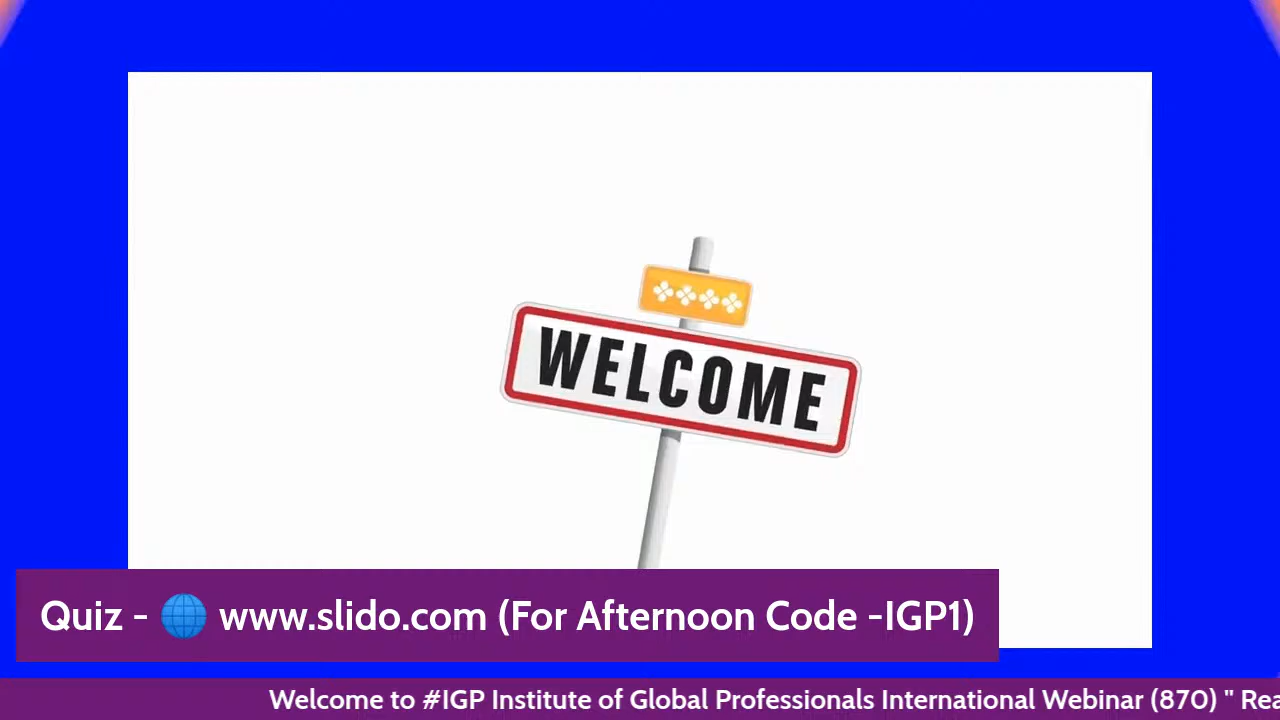 WELCOME
Quiz - 🌐 www.slido.com (For Afternoon Code -IGP1)
Welcome to #IGP Institute of Global Professionals International Webinar (870) " Rea